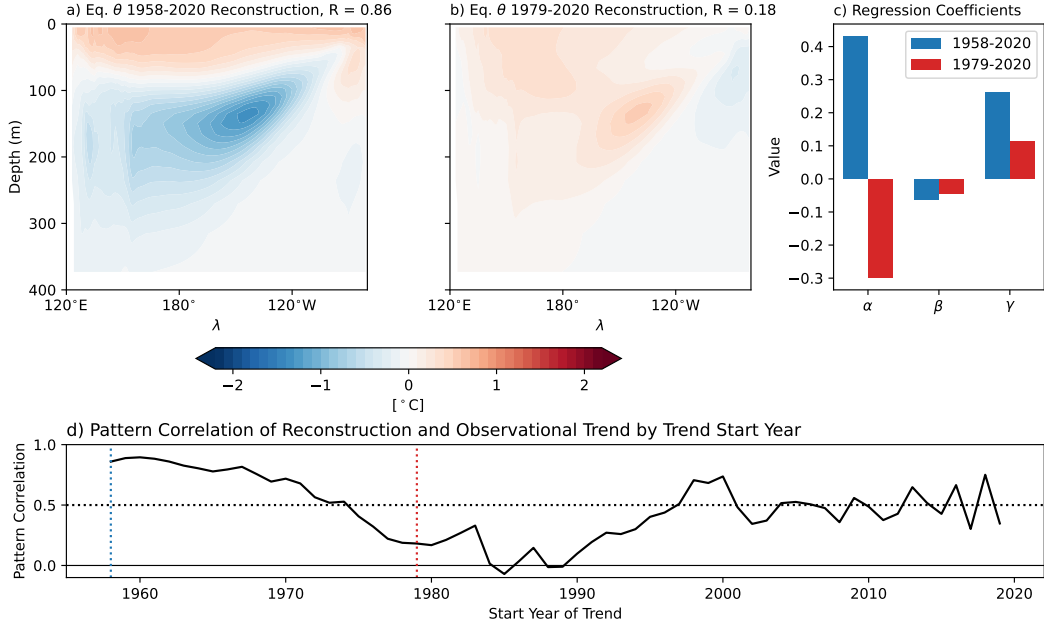 a) Eq. θ 1958-2020 Reconstruction, R = 0.86
b) Eq. θ 1979-2020 Reconstruction, R = 0.18
c) Regression Coefficients
Depth (m)
0
100
200
300
400
120°E
180°
120°W
λ
120°E
180°
120°W
λ
Value
0.4
0.3
0.2
0.1
0.0
−0.1
−0.2
−0.3
1958-2020
1979-2020
α
β
γ
−2
−1
0
1
2
[°C]
d) Pattern Correlation of Reconstruction and Observational Trend by Trend Start Year
Pattern Correlation
1.0
0.5
0.0
1960
1970
1980
1990
2000
2010
2020
Start Year of Trend